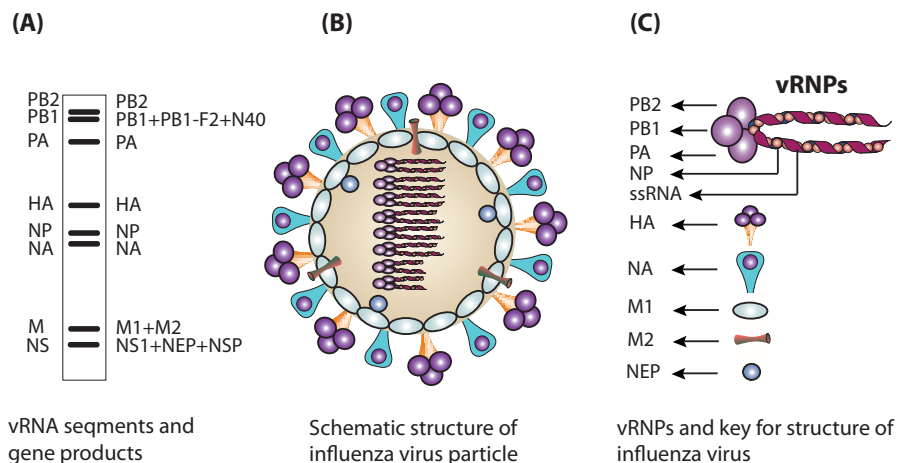 (A)
PB2
PB1
PA
HA
NP
NA
M
NS
PB2
PB1+PB1-F2+N40
PA
HA
NP
NA
M1+M2
NS1+NEP+NSP
vRNA seqments and
gene products
(B)
Schematic structure of
influenza virus particle
(C)
vRNPs
PB2
PB1
PA
NP
ssRNA
HA
NA
M1
M2
NEP
vRNPs and key for structure of
influenza virus